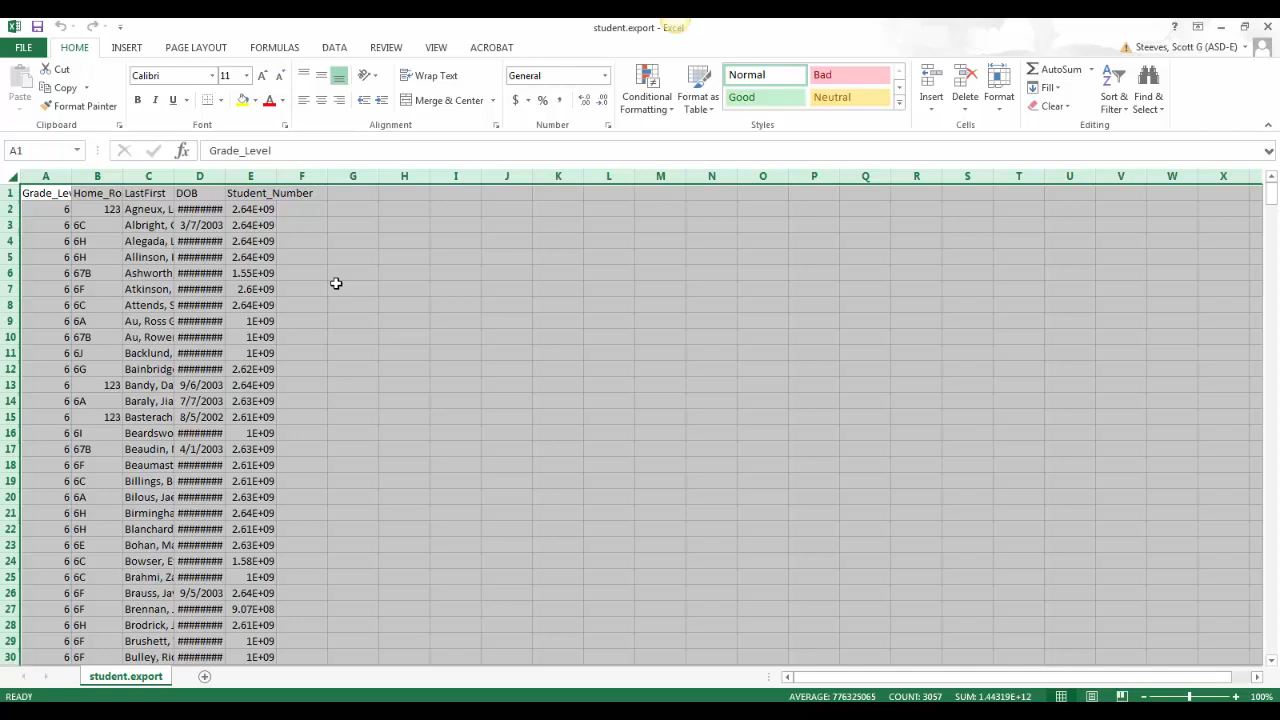 student.export - Excel
FILE HOME INSERT PAGE LAYOUT FORMULAS DATA REVIEW VIEW ACROBAT Steeves, Scott G (ASD-E)
Paste Cut Copy Format Painter Clipboard
Calibri 11 B I U A Font
Wrap Text Merge & Center Alignment
General $ % , Number
Conditional Formatting Format as Table Normal Bad Good Neutral Styles
Insert Delete Format Cells
AutoSum Fill Clear Sort & Filter Find & Select Editing
A1 fx Grade_Level
A B C D E F G H I J K L M N O P Q R S T U V W X
1 Grade_Lev Home_Ro LastFirst DOB Student_Number
2 6 123 Agneux, L ######## 2.64E+09
3 6 6C Albright, C 3/7/2003 2.64E+09
4 6 6H Alegada, L ######## 2.64E+09
5 6 6H Allinson, H ######## 2.64E+09
6 6 67B Ashworth, ######## 1.55E+09
7 6 6F Atkinson, ######## 2.6E+09
8 6 6C Attends, S ######## 2.64E+09
9 6 6A Au, Ross G ######## 1E+09
10 6 67B Au, Rowe ######## 1E+09
11 6 6J Backlund, ######## 1E+09
12 6 6G Bainbridge ######## 2.62E+09
13 6 123 Bandy, Da 9/6/2003 2.64E+09
14 6 6A Baraly, Jia 7/7/2003 2.63E+09
15 6 123 Basterach 8/5/2002 2.61E+09
16 6 6I Beardswo ######## 1E+09
17 6 67B Beaudin, 4/1/2003 2.63E+09
18 6 6F Beaumast ######## 2.61E+09
19 6 6C Billings, B ######## 2.61E+09
20 6 6A Bilous, Jae ######## 2.63E+09
21 6 6H Birmingha ######## 2.64E+09
22 6 6H Blanchard ######## 2.61E+09
23 6 6E Bohan, Ma ######## 2.63E+09
24 6 6C Bowser, E ######## 1.58E+09
25 6 6C Brahmi, Za ######## 1E+09
26 6 6F Brauss, Jay 9/5/2003 2.63E+09
27 6 6F Brennan, J ######## 9.07E+08
28 6 6H Brodrick, J ######## 2.61E+09
29 6 6F Brushett, ######## 1E+09
30 6 6F Bulley, Ric ######## 1E+09
student.export
READY AVERAGE: 776325065 COUNT: 3057 SUM: 1.44319E+12 100%